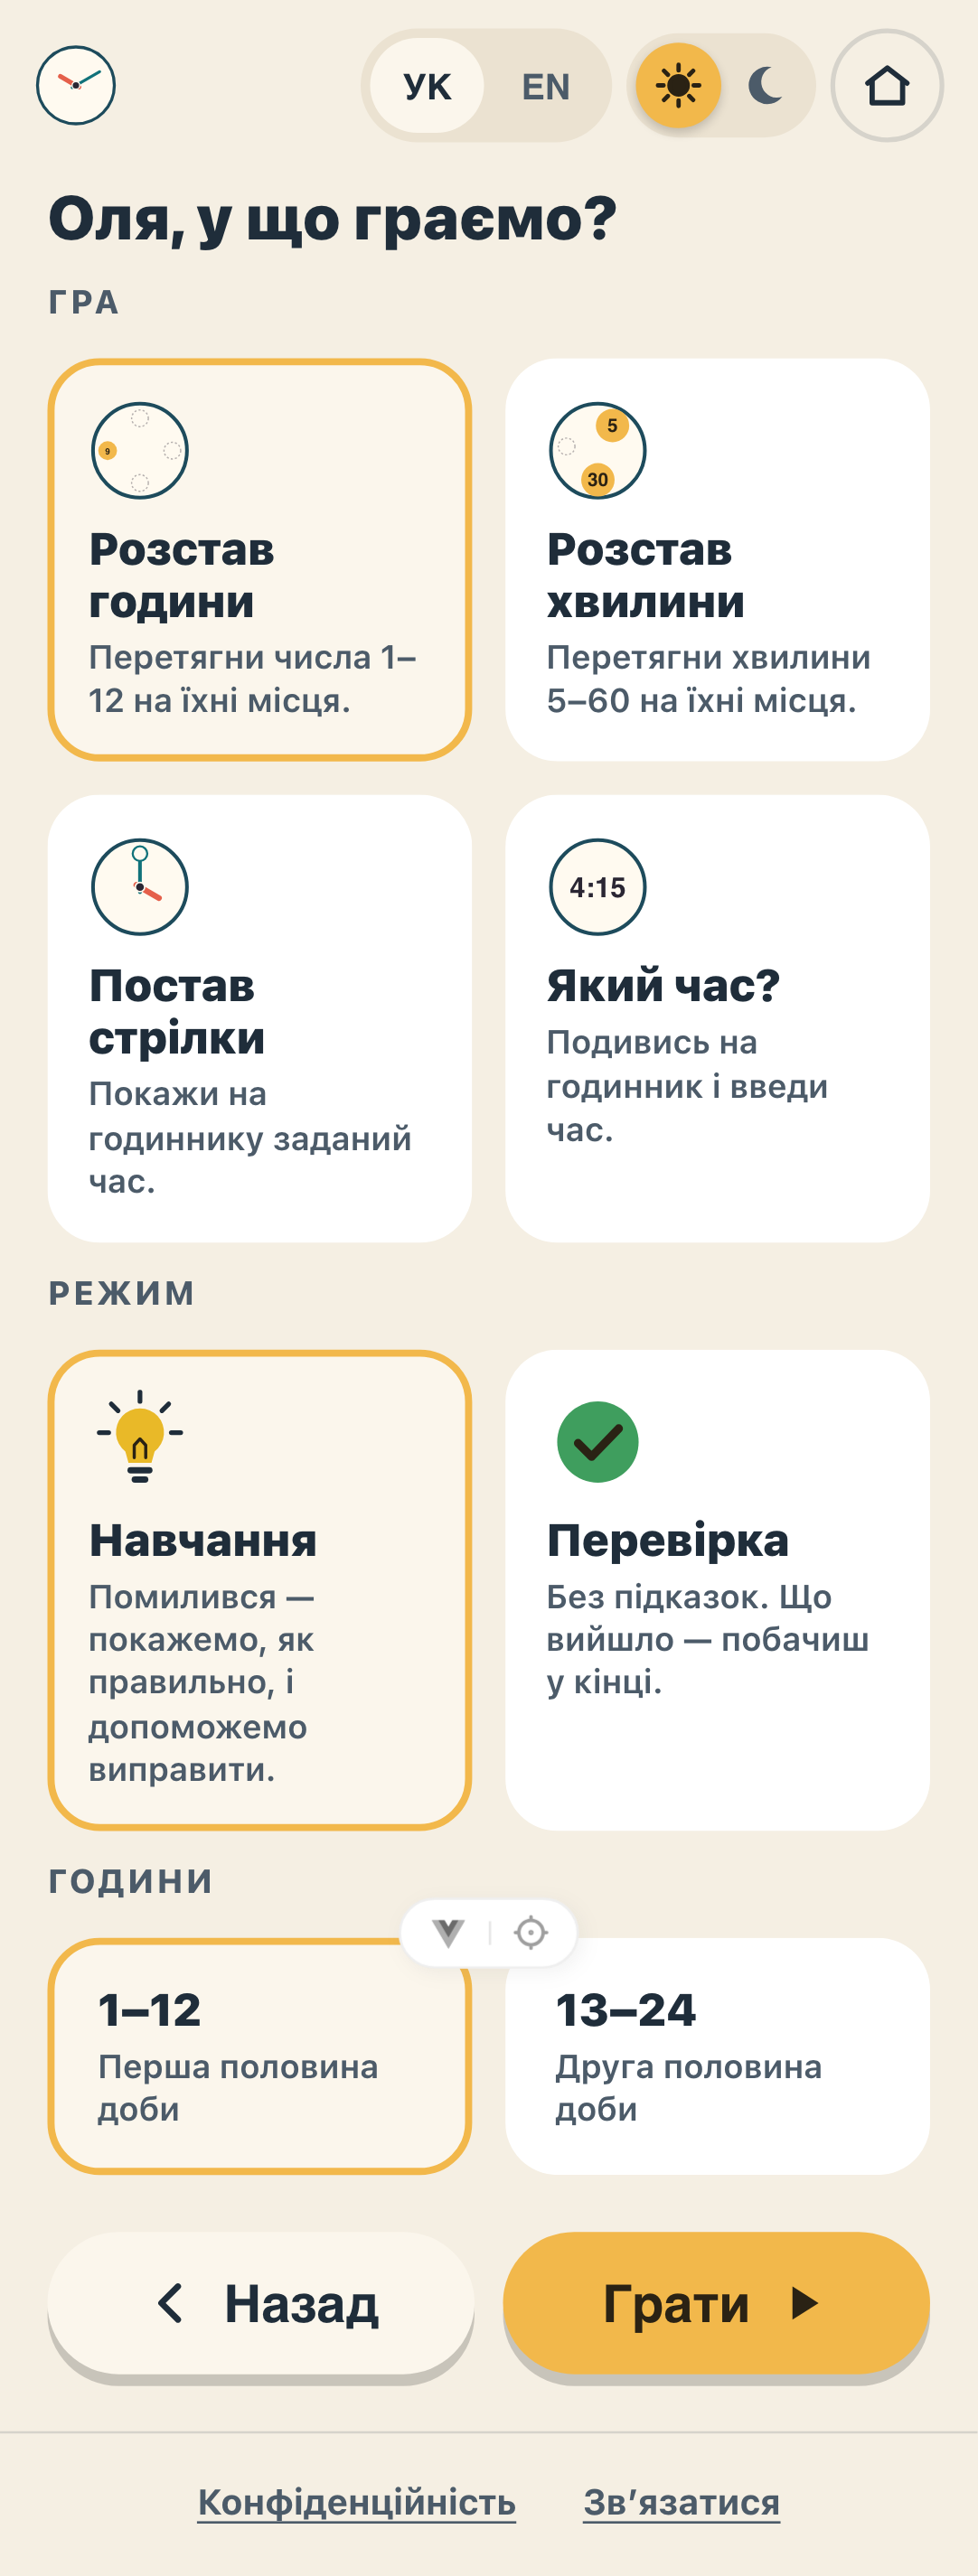 УК EN
Оля, у що граємо?
ГРА
9
Розстав
години
Перетягни числа 1–
12 на їхні місця.
5
30
Розстав
хвилини
Перетягни хвилини
5–60 на їхні місця.
Постав
стрілки
Покажи на
годиннику заданий
час.
4:15
Який час?
Подивись на
годинник і введи
час.
РЕЖИМ
Навчання
Помилився —
покажемо, як
правильно, і
допоможемо
виправити.
Перевірка
Без підказок. Що
вийшло — побачиш
у кінці.
ГОДИНИ
1–12
Перша половина
доби
13–24
Друга половина
доби
Назад
Грати
Конфіденційність Зв’язатися